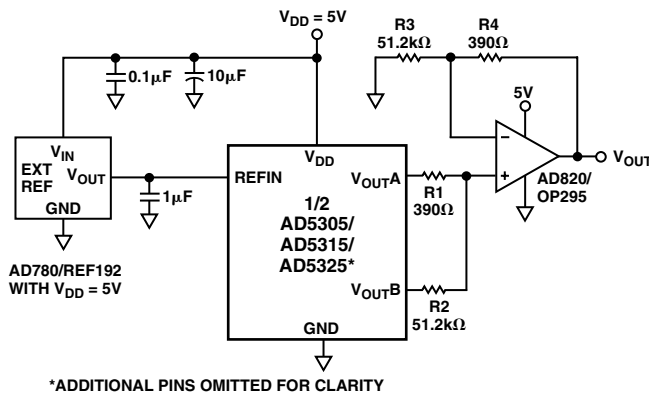 V_DD = 5V
R3
51.2kΩ
R4
390Ω
0.1μF
10μF
5V
V_IN
EXT
REF
V_OUT
GND
1μF
V_DD
REFIN
V_OUTA
1/2
AD5305/
AD5315/
AD5325*
V_OUTB
GND
R1
390Ω
R2
51.2kΩ
−
+
V_OUT
AD820/
OP295
AD780/REF192
WITH V_DD = 5V
*ADDITIONAL PINS OMITTED FOR CLARITY